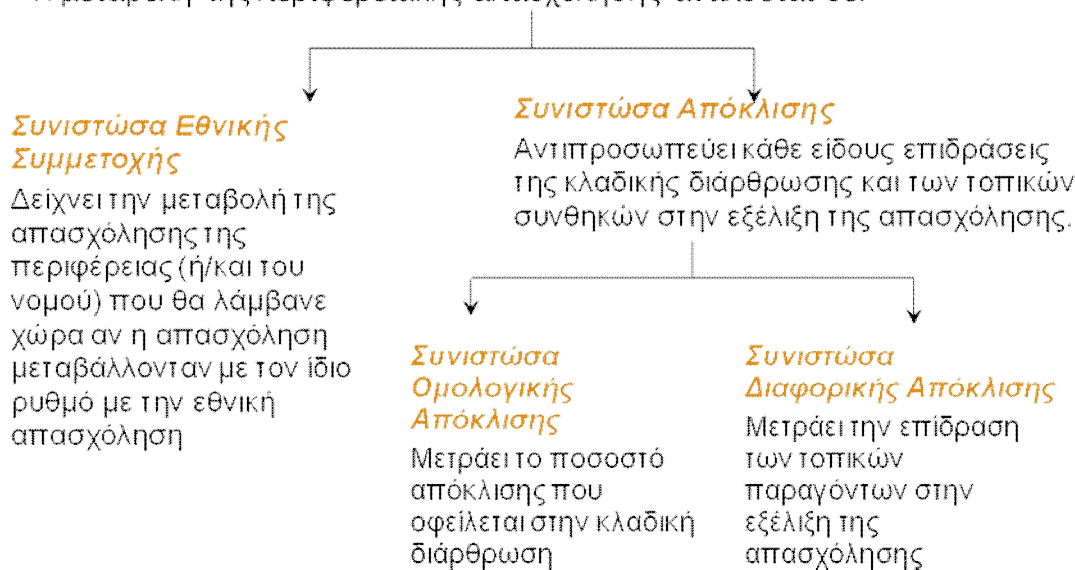 Συνιστώσα Εθνικής
Συμμετοχής
Δείχνει την μεταβολή της
απασχόλησης της
περιφέρειας (ή/και του
νομού) που θα λάμβανε
χώρα αν η απασχόληση
μεταβάλλονταν με τον ίδιο
ρυθμό με την εθνική
απασχόληση
Συνιστώσα Απόκλισης
Αντιπροσωπεύει κάθε είδους επιδράσεις
της κλαδικής διάρθρωσης και των τοπικών
συνθηκών στην εξέλιξη της απασχόλησης.
Συνιστώσα
Ομολογικής
Απόκλισης
Μετράει το ποσοστό
απόκλισης που
οφείλεται στην κλαδική
διάρθρωση
Συνιστώσα
Διαφορικής Απόκλισης
Μετράει την επίδραση
των τοπικών
παραγόντων στην
εξέλιξη της
απασχόλησης